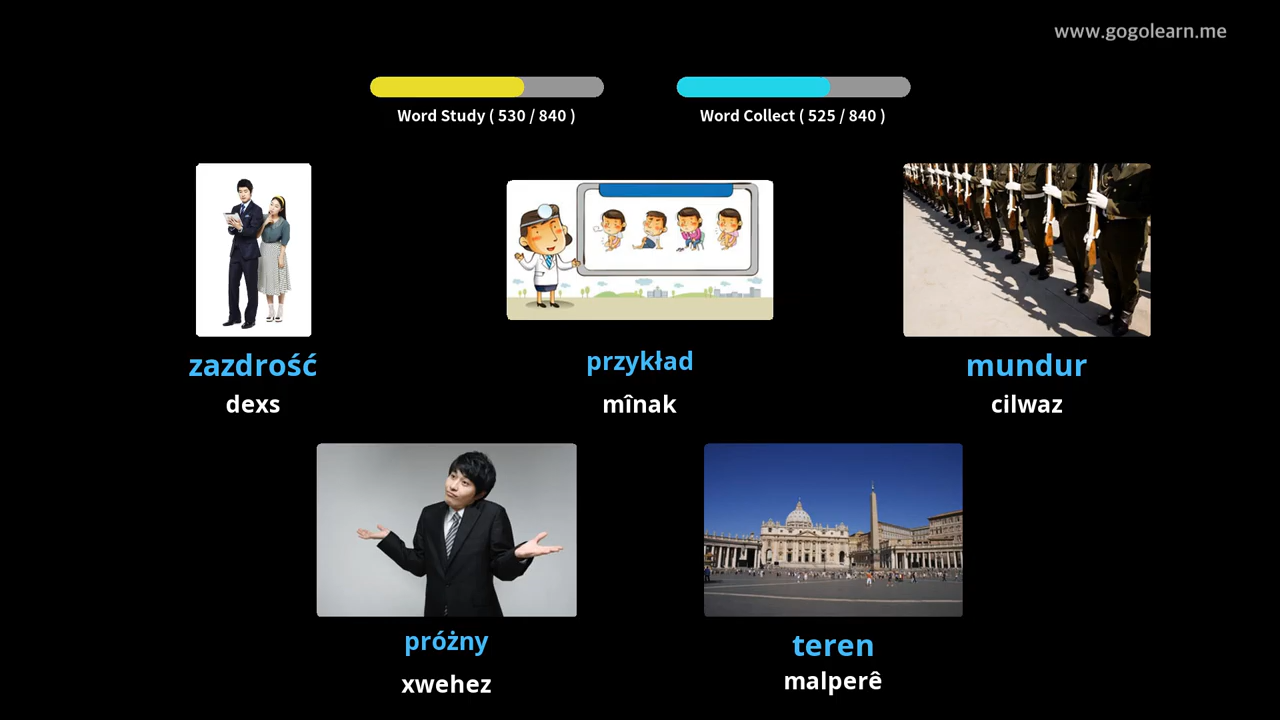 www.gogolearn.me
Word Study ( 530 / 840 )
Word Collect ( 525 / 840 )
zazdrość
dexs
przykład
mînak
mundur
cilwaz
próżny
xwehez
teren
malperê